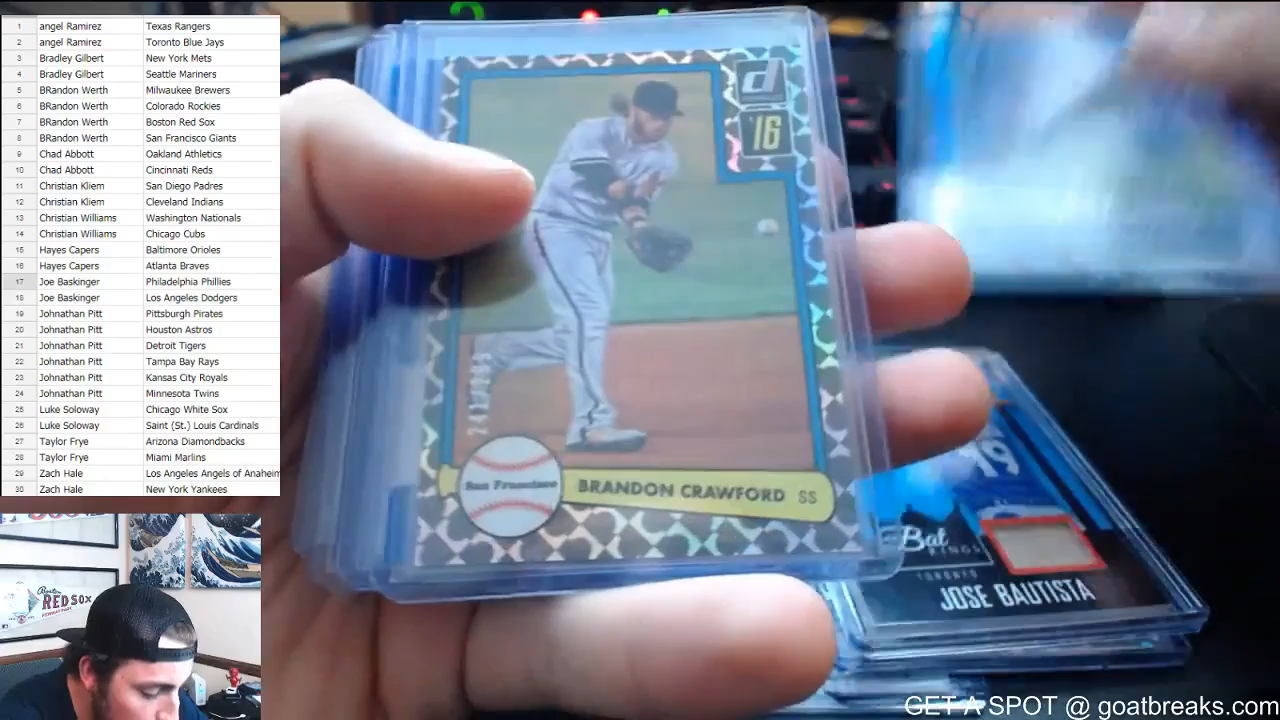 1 angel Ramirez Texas Rangers
2 angel Ramirez Toronto Blue Jays
3 Bradley Gilbert New York Mets
4 Bradley Gilbert Seattle Mariners
5 BRandon Werth Milwaukee Brewers
6 BRandon Werth Colorado Rockies
7 BRandon Werth Boston Red Sox
8 BRandon Werth San Francisco Giants
9 Chad Abbott Oakland Athletics
10 Chad Abbott Cincinnati Reds
11 Christian Kliem San Diego Padres
12 Christian Kliem Cleveland Indians
13 Christian Williams Washington Nationals
14 Christian Williams Chicago Cubs
15 Hayes Capers Baltimore Orioles
16 Hayes Capers Atlanta Braves
17 Joe Baskinger Philadelphia Phillies
18 Joe Baskinger Los Angeles Dodgers
19 Johnathan Pitt Pittsburgh Pirates
20 Johnathan Pitt Houston Astros
21 Johnathan Pitt Detroit Tigers
22 Johnathan Pitt Tampa Bay Rays
23 Johnathan Pitt Kansas City Royals
24 Johnathan Pitt Minnesota Twins
25 Luke Soloway Chicago White Sox
26 Luke Soloway Saint (St.) Louis Cardinals
27 Taylor Frye Arizona Diamondbacks
28 Taylor Frye Miami Marlins
29 Zach Hale Los Angeles Angels of Anaheim
30 Zach Hale New York Yankees
d
'16
San Francisco
BRANDON CRAWFORD SS
19
Bat
KINGS
TORONTO
JOSE BAUTISTA
Boston
RED SOX
GET A SPOT @ goatbreaks.com